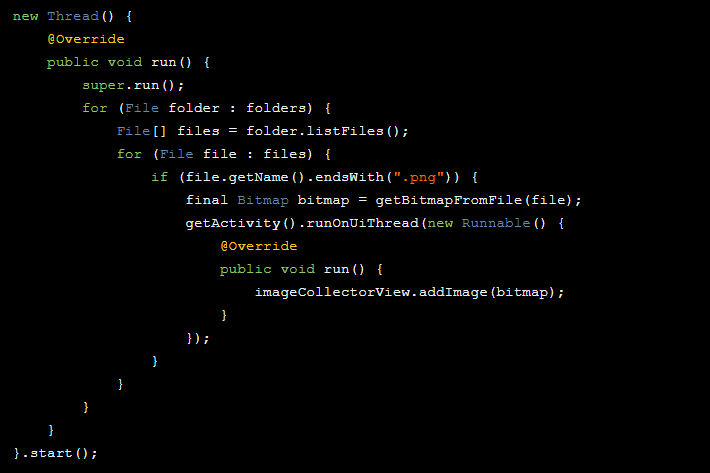 new Thread() {
    @Override
    public void run() {
        super.run();
        for (File folder : folders) {
            File[] files = folder.listFiles();
            for (File file : files) {
                if (file.getName().endsWith(".png")) {
                    final Bitmap bitmap = getBitmapFromFile(file);
                    getActivity().runOnUiThread(new Runnable() {
                        @Override
                        public void run() {
                            imageCollectorView.addImage(bitmap);
                        }
                    });
                }
            }
        }
    }
}.start();